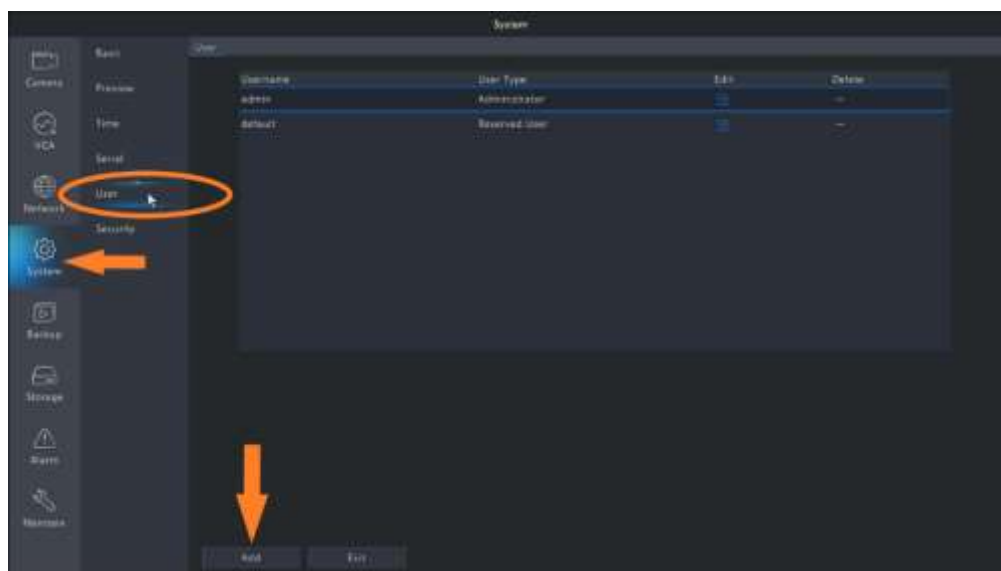 System
Camera
VCA
Network
System
Backup
Storage
Alarm
Maintain
Basic
Preview
Time
Serial
User
Security
User
Username User Type Edit Delete
admin Administrator —
default Reserved User —
Add Exit